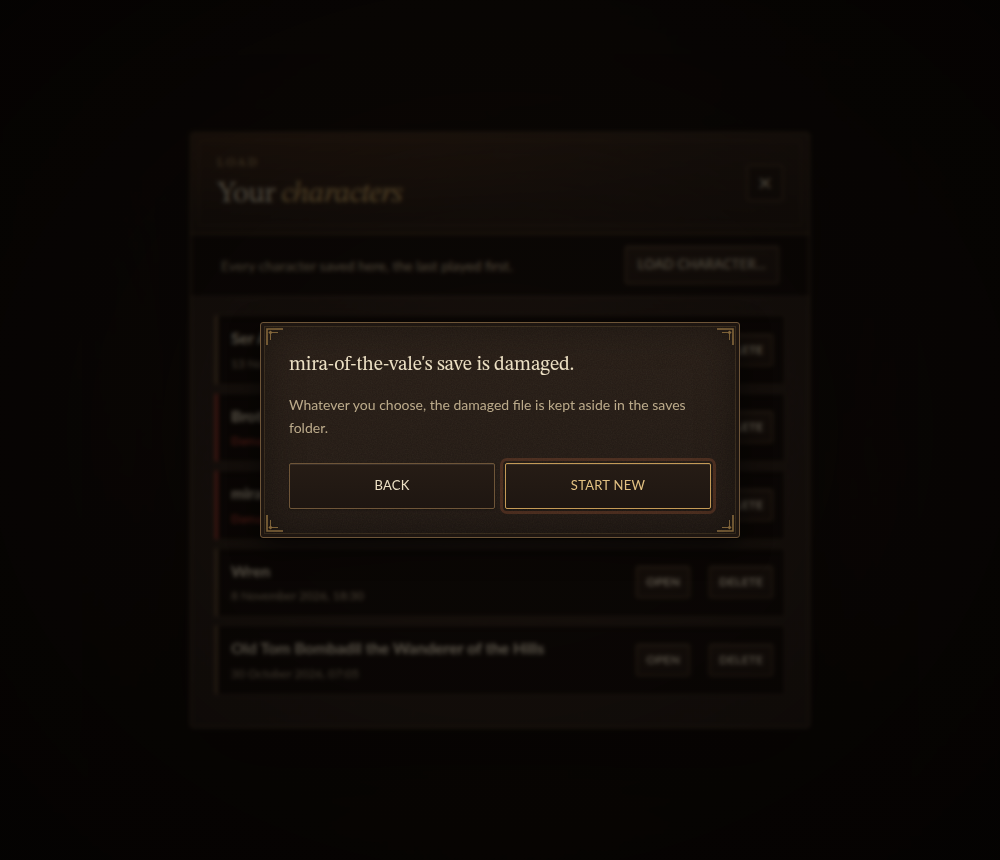 LOAD
Your characters
×
Every character saved here, the last played first.
LOAD CHARACTER...
mira-of-the-vale's save is damaged.
Whatever you choose, the damaged file is kept aside in the saves
folder.
BACK
START NEW
Wren
OPEN
DELETE
Old Tom Bombadil the Wanderer of the Hills
OPEN
DELETE